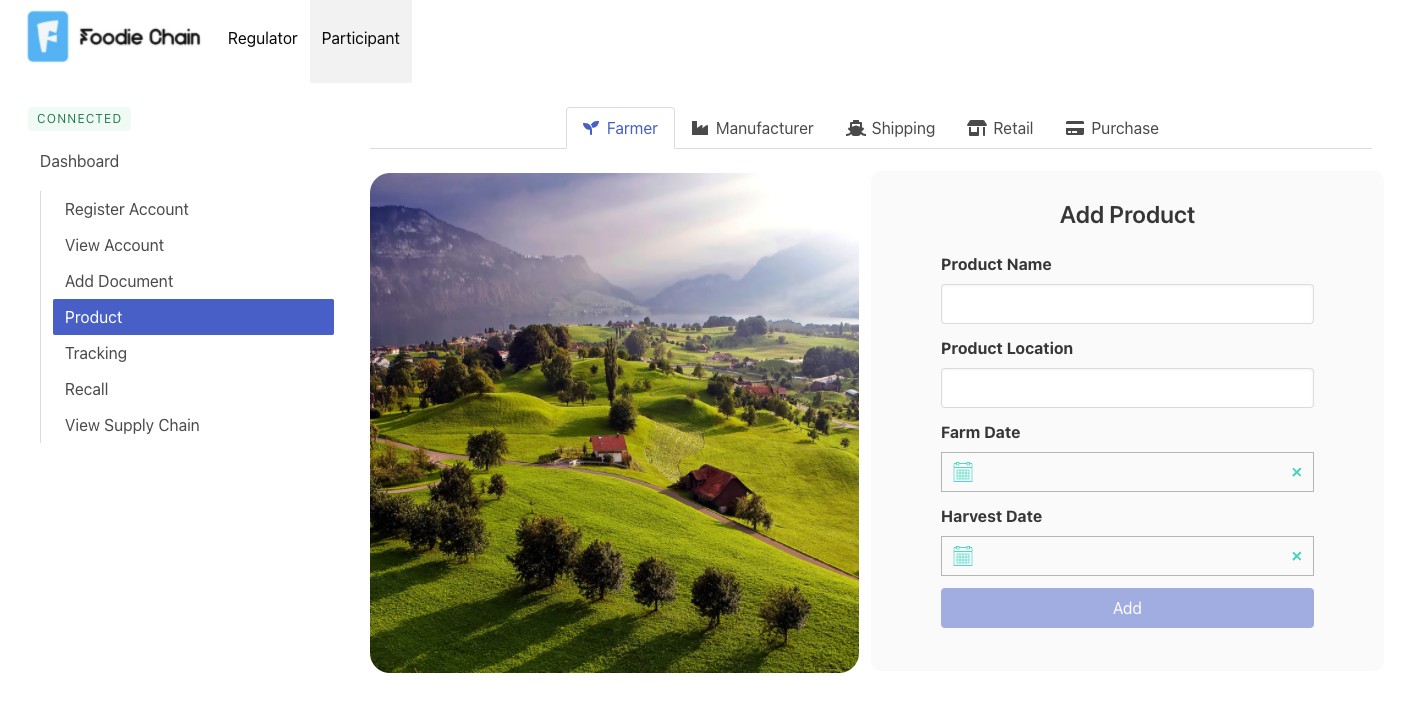 Foodie Chain
Regulator
Participant
CONNECTED
Dashboard
Register Account
View Account
Add Document
Product
Tracking
Recall
View Supply Chain
Farmer
Manufacturer
Shipping
Retail
Purchase
Add Product
Product Name
Product Location
Farm Date
Harvest Date
Add